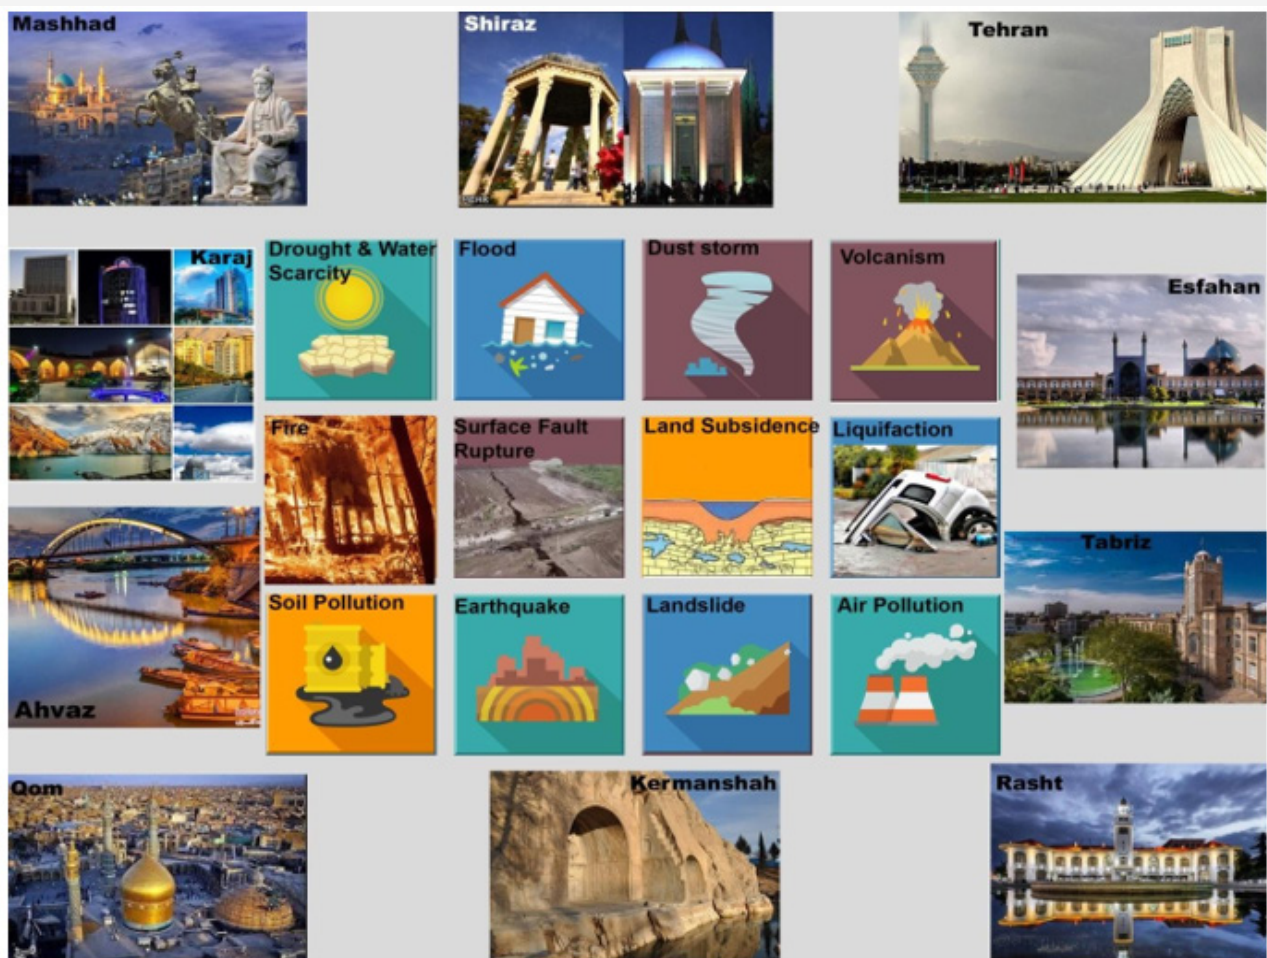 Mashhad
Shiraz
Tehran
Karaj
Drought & Water
Scarcity
Flood
Dust storm
Volcanism
Esfahan
Fire
Surface Fault
Rupture
Land Subsidence
Liquifaction
Ahvaz
Tabriz
Soil Pollution
Earthquake
Landslide
Air Pollution
Qom
Kermanshah
Rasht